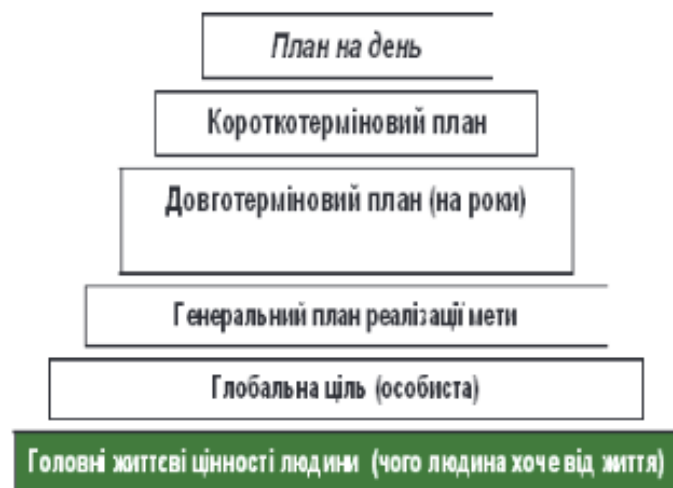 План на день
Короткотерміновий план
Довготерміновий план (на роки)
Генеральний план реалізації мети
Глобальна ціль (особиста)
Головні життєві цінності людини (чого людина хоче від життя)